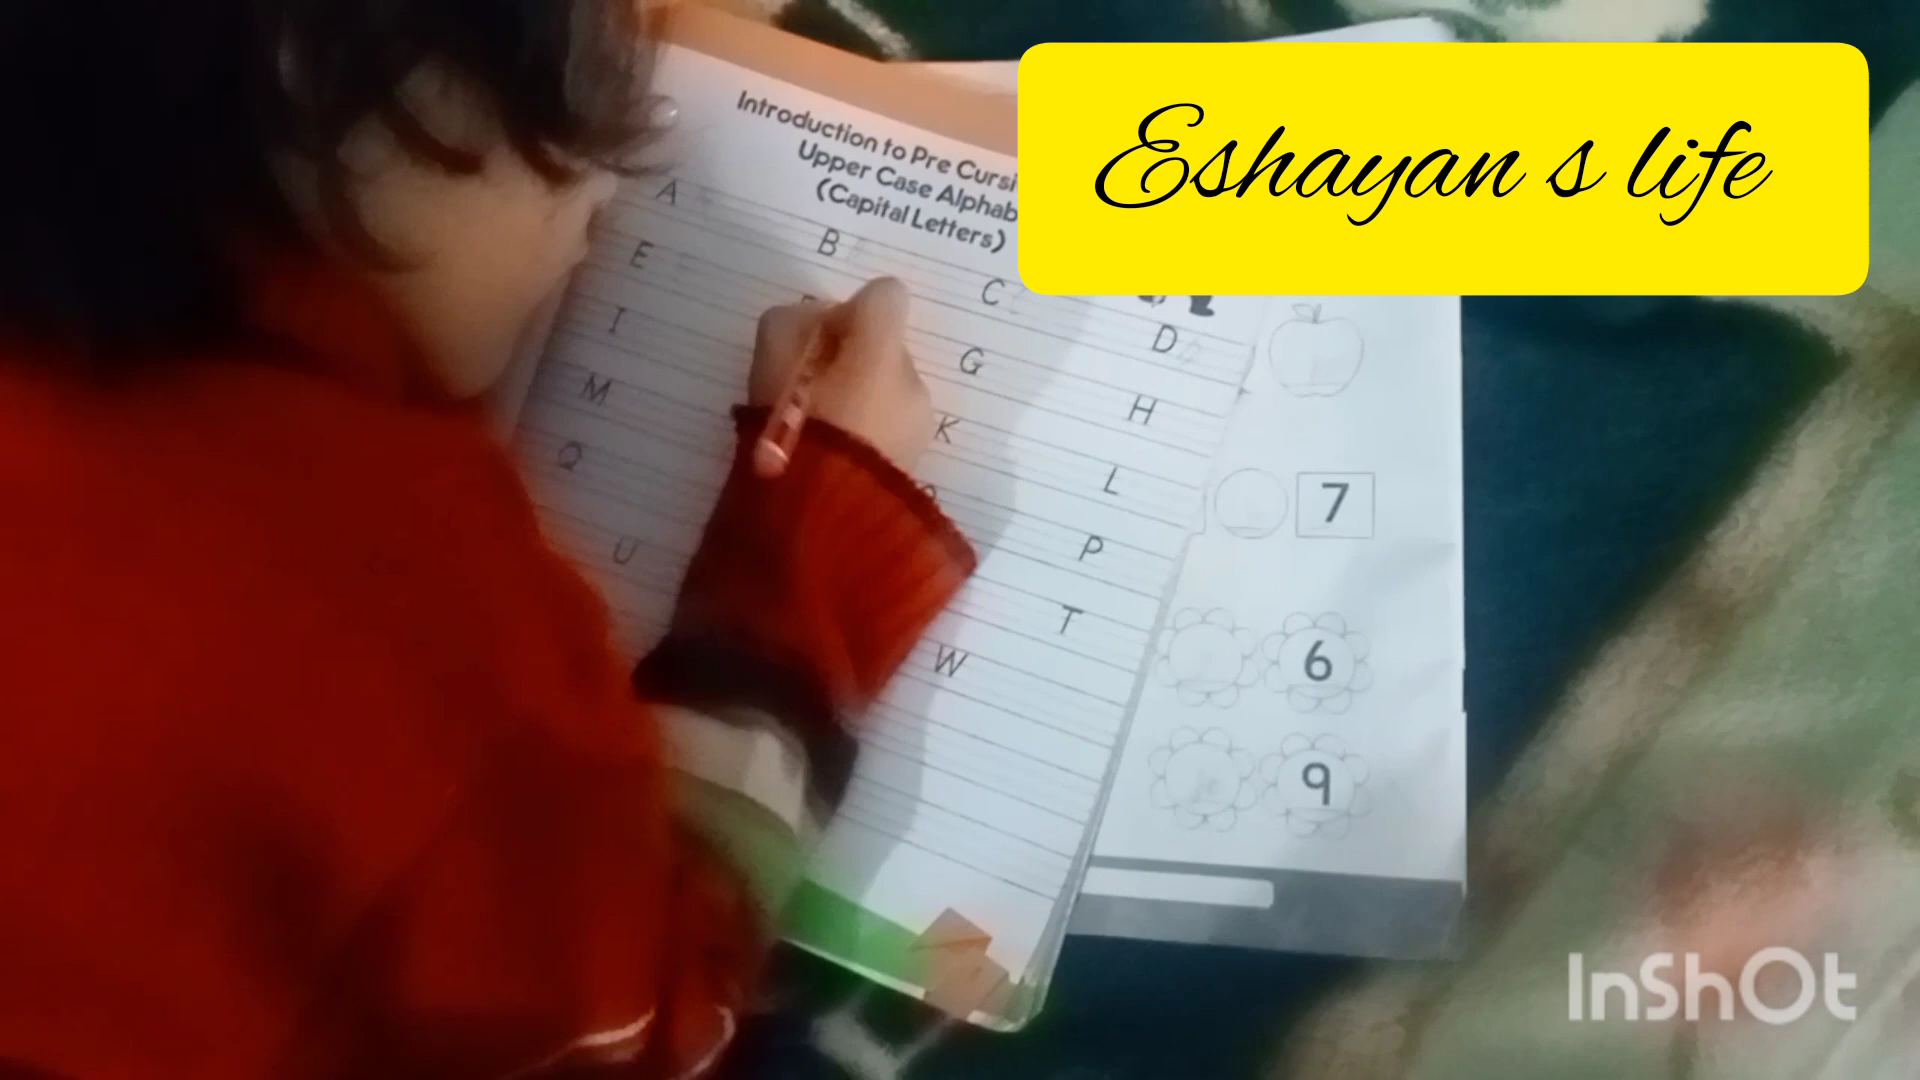 Eshayan s life
Introduction to Pre Cursi
Upper Case Alphab
(Capital Letters)
A B C D
E G H
I K L
M P
Q T
U W
7
6
9
InShOt